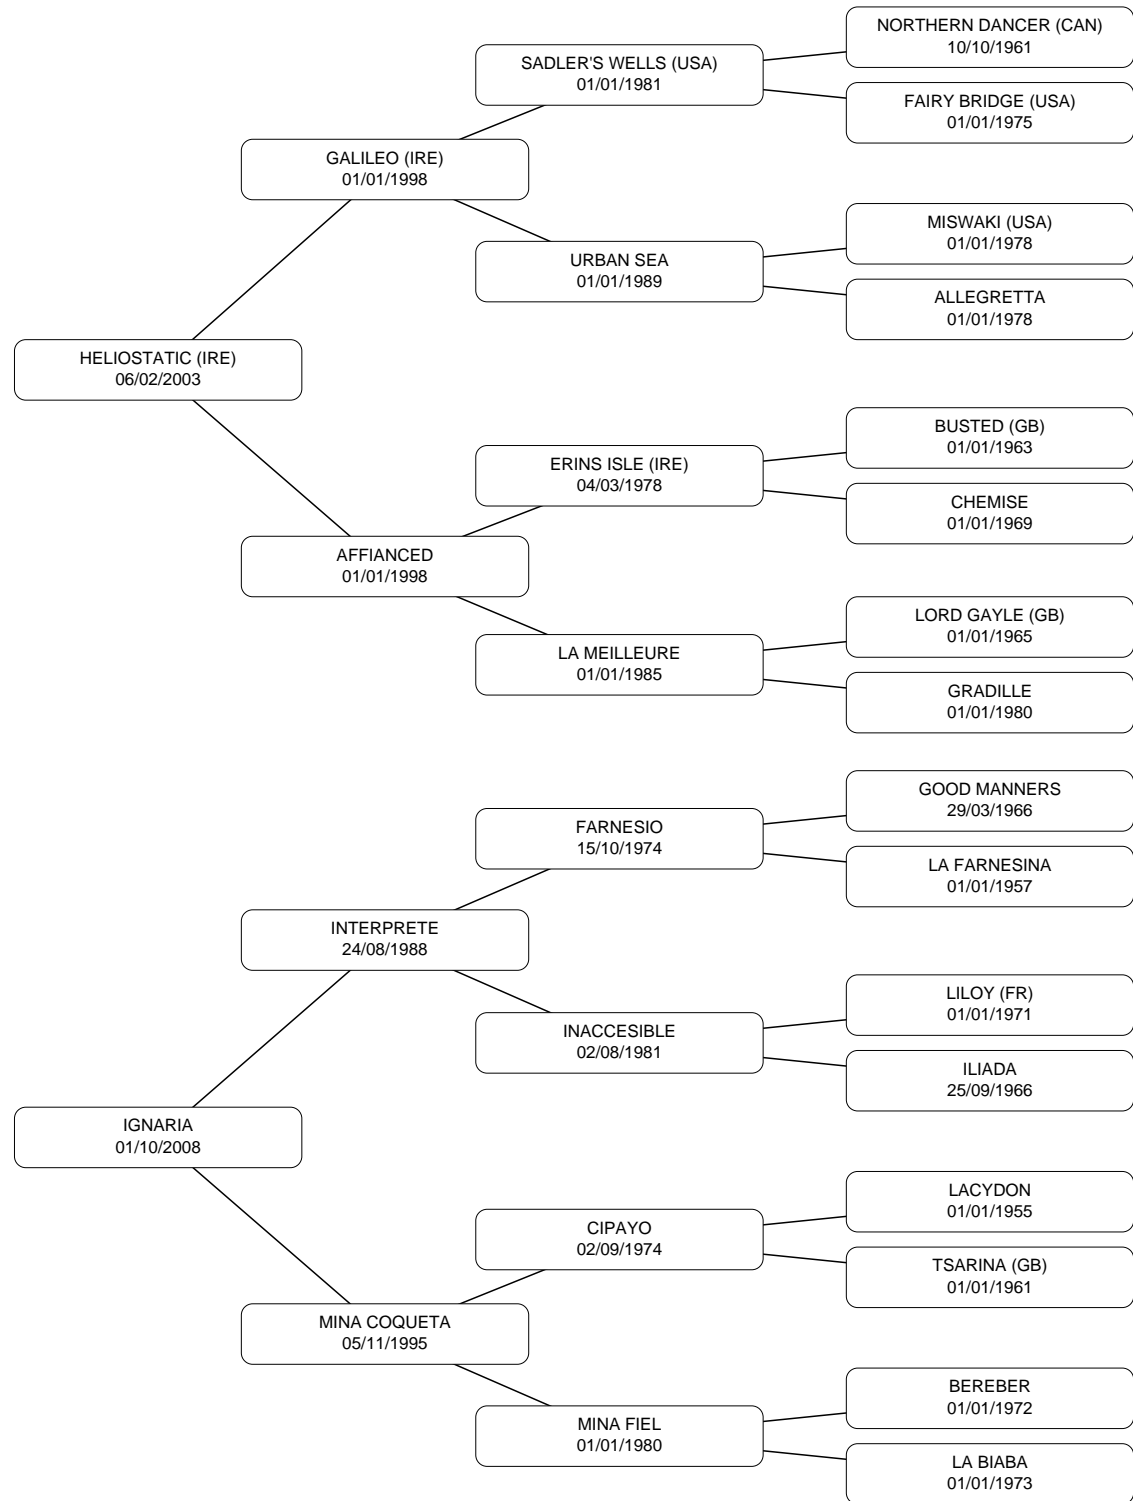 NORTHERN DANCER (CAN)
10/10/1961
SADLER'S WELLS (USA)
01/01/1981
FAIRY BRIDGE (USA)
01/01/1975
GALILEO (IRE)
01/01/1998
MISWAKI (USA)
01/01/1978
URBAN SEA
01/01/1989
ALLEGRETTA
01/01/1978
HELIOSTATIC (IRE)
06/02/2003
BUSTED (GB)
01/01/1963
ERINS ISLE (IRE)
04/03/1978
CHEMISE
01/01/1969
AFFIANCED
01/01/1998
LORD GAYLE (GB)
01/01/1965
LA MEILLEURE
01/01/1985
GRADILLE
01/01/1980
GOOD MANNERS
29/03/1966
FARNESIO
15/10/1974
LA FARNESINA
01/01/1957
INTERPRETE
24/08/1988
LILOY (FR)
01/01/1971
INACCESIBLE
02/08/1981
ILIADA
25/09/1966
IGNARIA
01/10/2008
LACYDON
01/01/1955
CIPAYO
02/09/1974
TSARINA (GB)
01/01/1961
MINA COQUETA
05/11/1995
BEREBER
01/01/1972
MINA FIEL
01/01/1980
LA BIABA
01/01/1973